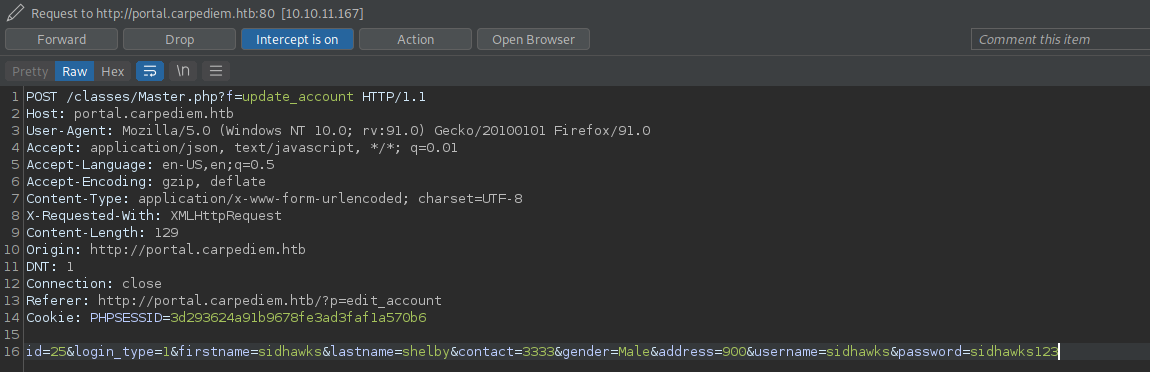 Request to http://portal.carpediem.htb:80 [10.10.11.167]
Forward Drop Intercept is on Action Open Browser Comment this item
Pretty Raw Hex \n
1 POST /classes/Master.php?f=update_account HTTP/1.1
2 Host: portal.carpediem.htb
3 User-Agent: Mozilla/5.0 (Windows NT 10.0; rv:91.0) Gecko/20100101 Firefox/91.0
4 Accept: application/json, text/javascript, */*; q=0.01
5 Accept-Language: en-US,en;q=0.5
6 Accept-Encoding: gzip, deflate
7 Content-Type: application/x-www-form-urlencoded; charset=UTF-8
8 X-Requested-With: XMLHttpRequest
9 Content-Length: 129
10 Origin: http://portal.carpediem.htb
11 DNT: 1
12 Connection: close
13 Referer: http://portal.carpediem.htb/?p=edit_account
14 Cookie: PHPSESSID=3d293624a91b9678fe3ad3faf1a570b6
15
16 id=25&login_type=1&firstname=sidhawks&lastname=shelby&contact=3333&gender=Male&address=900&username=sidhawks&password=sidhawks123